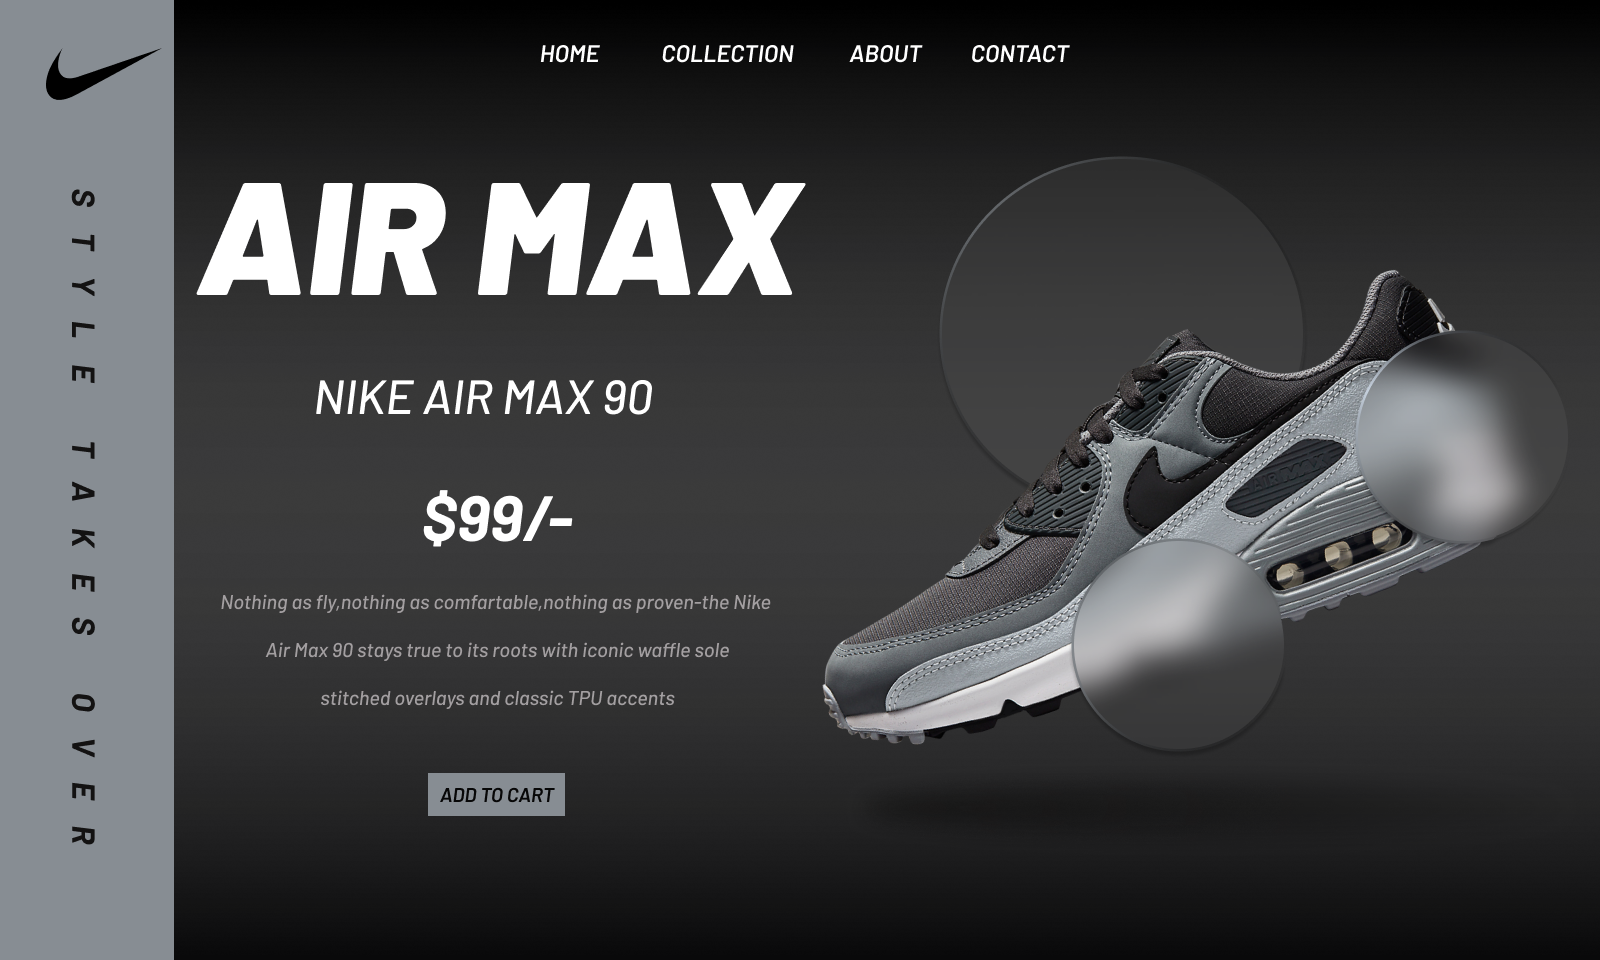 HOME COLLECTION ABOUT CONTACT
STYLE TAKES OVER
AIR MAX
NIKE AIR MAX 90
$99/-
Nothing as fly,nothing as comfartable,nothing as proven-the Nike
Air Max 90 stays true to its roots with iconic waffle sole
stitched overlays and classic TPU accents
ADD TO CART
AIR MAX